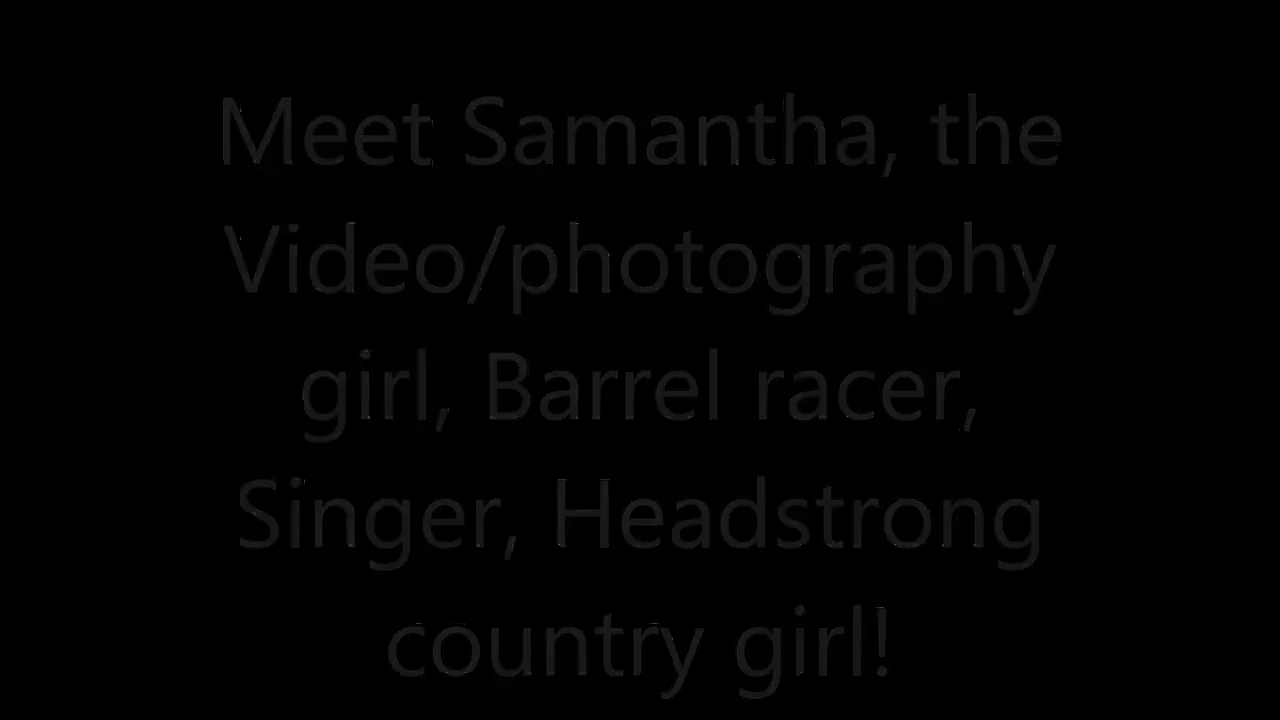 Meet Samantha, the
Video/photography
girl, Barrel racer,
Singer, Headstrong
country girl!